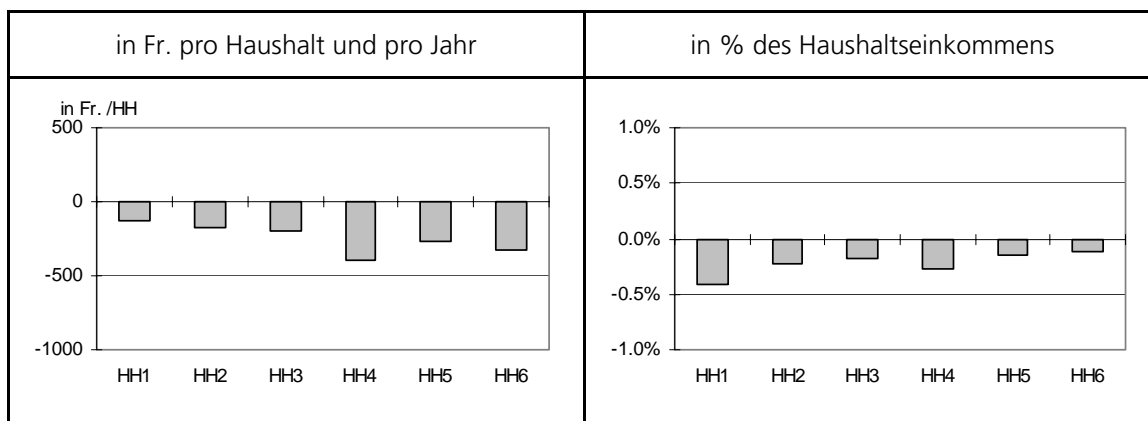 in Fr. pro Haushalt und pro Jahr
in % des Haushaltseinkommens
in Fr. /HH
500
0
-500
-1000
HH1 HH2 HH3 HH4 HH5 HH6
1.0%
0.5%
0.0%
-0.5%
-1.0%
HH1 HH2 HH3 HH4 HH5 HH6